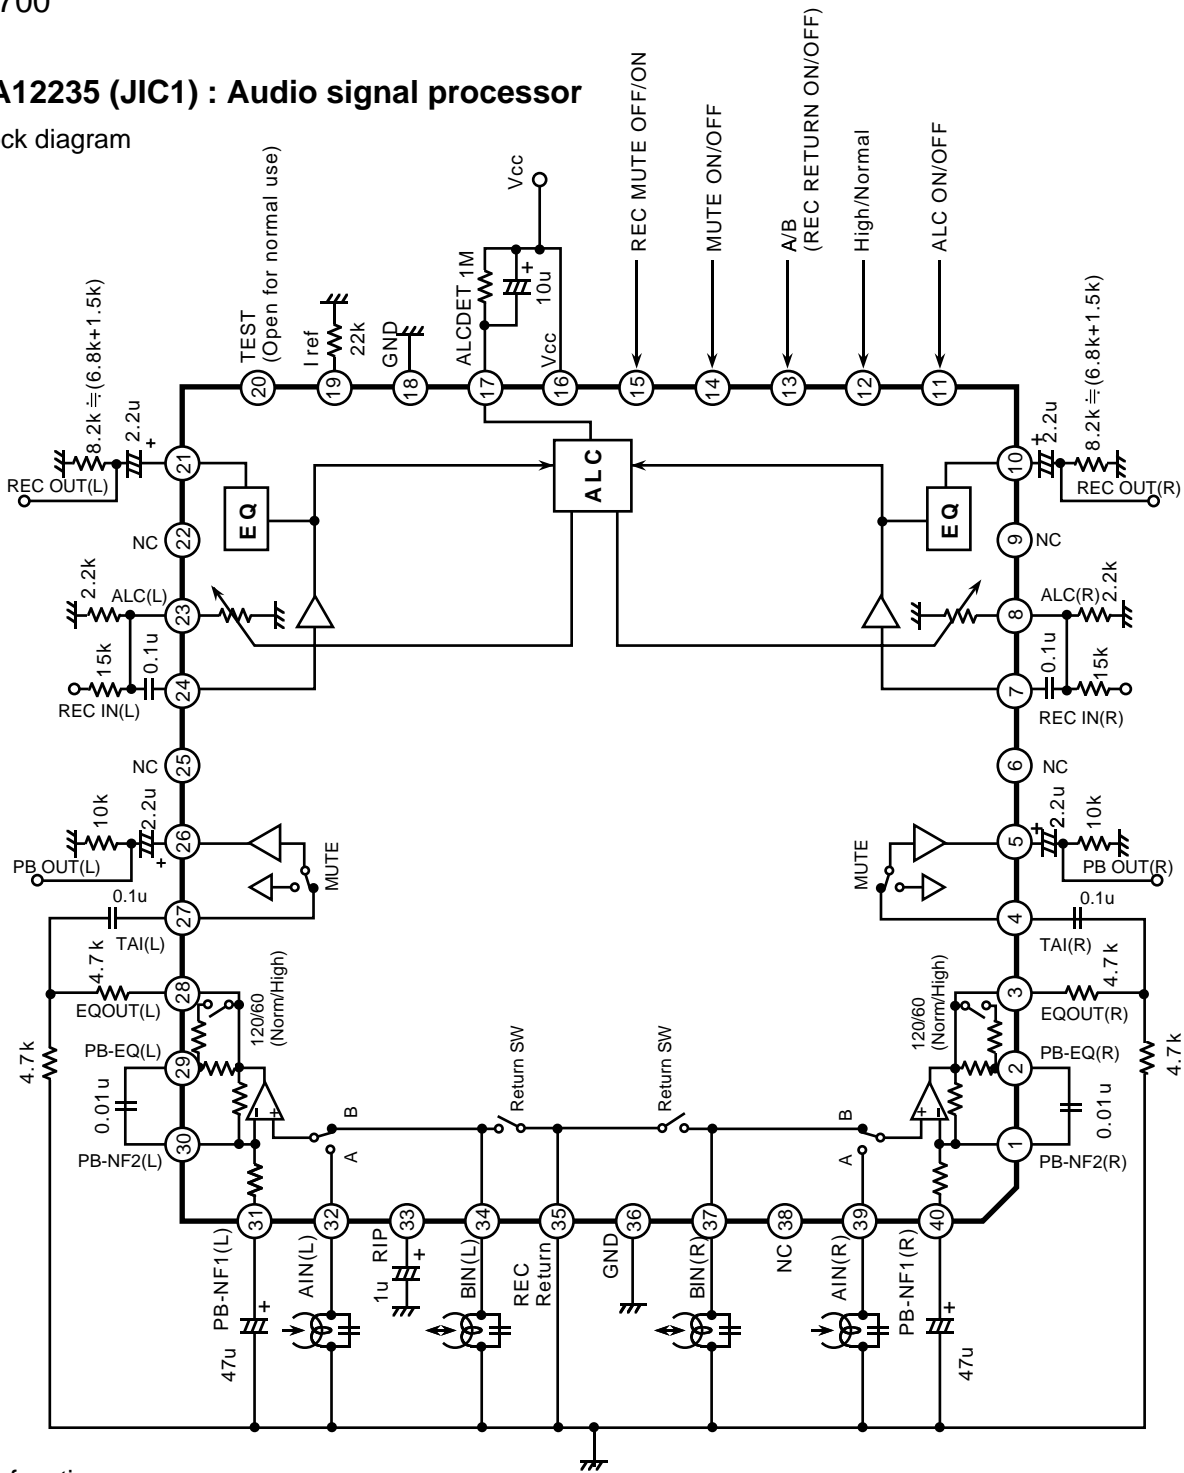 700
A12235 (JIC1) : Audio signal processor
ck diagram
TEST
(Open for normal use)
I ref
22k
GND
ALCDET 1M
10u
+
Vcc
Vcc
REC MUTE OFF/ON
MUTE ON/OFF
A/B
(REC RETURN ON/OFF)
High/Normal
ALC ON/OFF
20
19
18
17
16
15
14
13
12
11
8.2k ≒ (6.8k+1.5k)
2.2u
+
REC OUT(L)
21
EQ
ALC
EQ
10
+
2.2u
8.2k ≒ (6.8k+1.5k)
REC OUT(R)
NC
22
9
NC
2.2k
ALC(L)
23
8
ALC(R)
2.2k
15k
0.1u
REC IN(L)
24
7
0.1u
15k
REC IN(R)
NC
25
6
NC
10k
2.2u
+
PB OUT(L)
26
MUTE
MUTE
5
+
2.2u
10k
PB OUT(R)
0.1u
TAI(L)
27
4
0.1u
TAI(R)
4.7k
EQOUT(L)
28
120/60
(Norm/High)
120/60
(Norm/High)
3
4.7k
EQOUT(R)
4.7k
PB-EQ(L)
29
2
PB-EQ(R)
4.7k
0.01u
PB-NF2(L)
30
− +
B
A
Return SW
Return SW
B
A
+ −
1
0.01u
PB-NF2(R)
31
32
33
34
35
36
37
38
39
40
PB-NF1(L)
47u
+
AIN(L)
RIP
1u
+
BIN(L)
REC
Return
GND
BIN(R)
NC
AIN(R)
PB-NF1(R)
47u
+